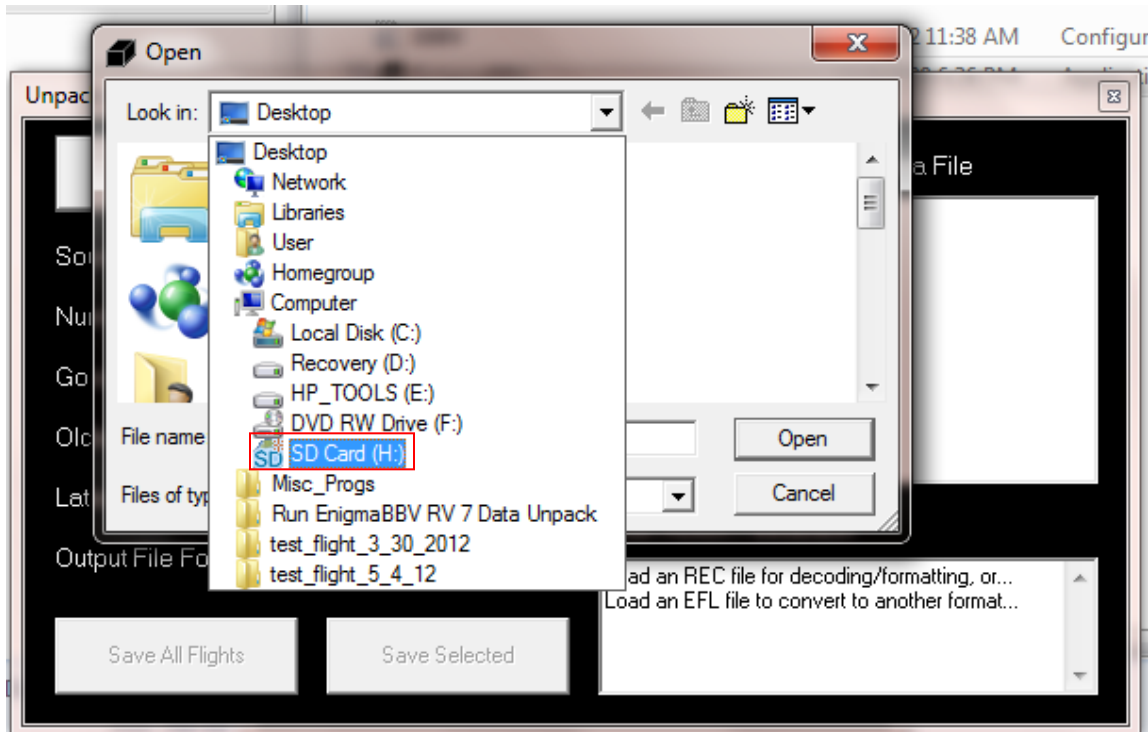 2 11:38 AM Configur
Open
Unpac
Look in: Desktop
Desktop
a File
Network
Libraries
Sou
User
Homegroup
Nu
Computer
Local Disk (C:)
Recovery (D:)
Go
HP_TOOLS (E:)
DVD RW Drive (F:)
Old
File name
SD Card (H:)
Open
Misc_Progs
Lat
Files of typ
Cancel
Run EnigmaBBV RV 7 Data Unpack
test_flight_3_30_2012
Output File Fo
test_flight_5_4_12
ad an REC file for decoding/formatting, or...
Load an EFL file to convert to another format...
Save All Flights
Save Selected